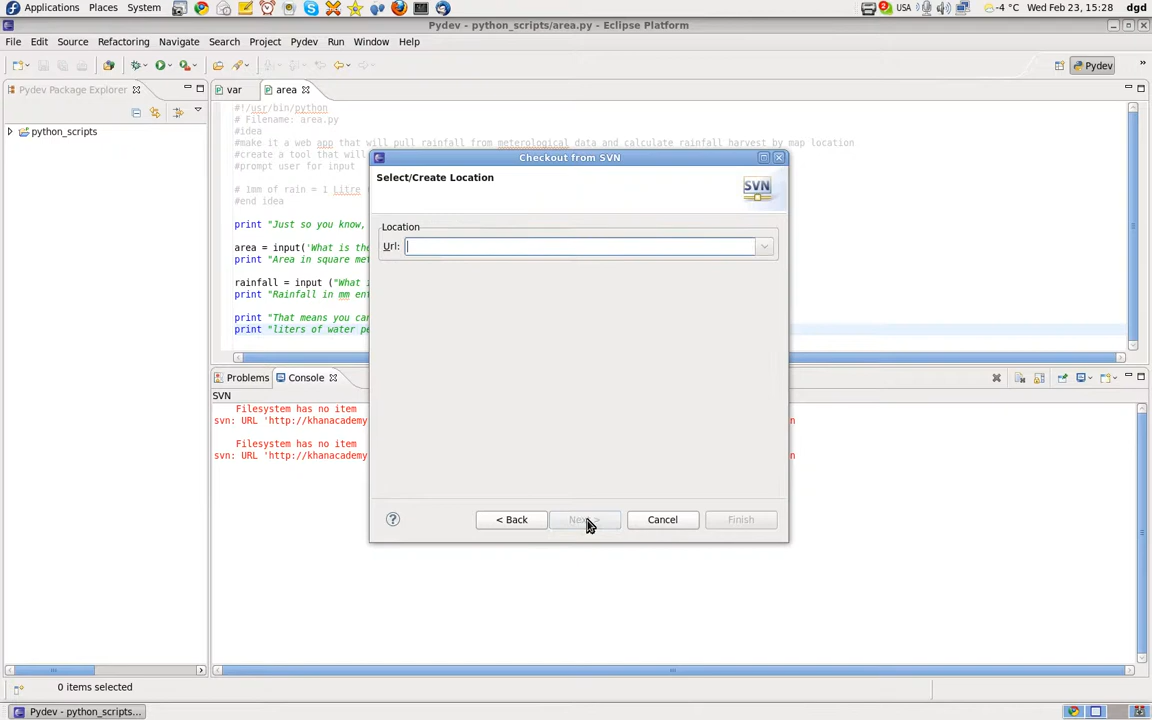 Applications Places System
2
USA
-4 °C Wed Feb 23, 15:28 dgd
Pydev - python_scripts/area.py - Eclipse Platform
File Edit Source Refactoring Navigate Search Project Pydev Run Window Help
Pydev
»
Pydev Package Explorer
python_scripts
var
area
#!/usr/bin/python
# Filename: area.py
#idea
#make it a web app that will pull rainfall from meterological data and calculate rainfall harvest by map location
#create a tool that will
#prompt user for input
# 1mm of rain = 1 Litre
#end idea
print "Just so you know,
area = input('What is the
print "Area in square met
rainfall = input ("What i
print "Rainfall in mm ent
print "That means you can
print "liters of water pe
Checkout from SVN
Select/Create Location
SVN
Location
Url:
?
< Back
Next >
Cancel
Finish
Problems
Console
SVN
Filesystem has no item
svn: URL 'http://khanacademy
Filesystem has no item
svn: URL 'http://khanacademy
0 items selected
Pydev - python_scripts...